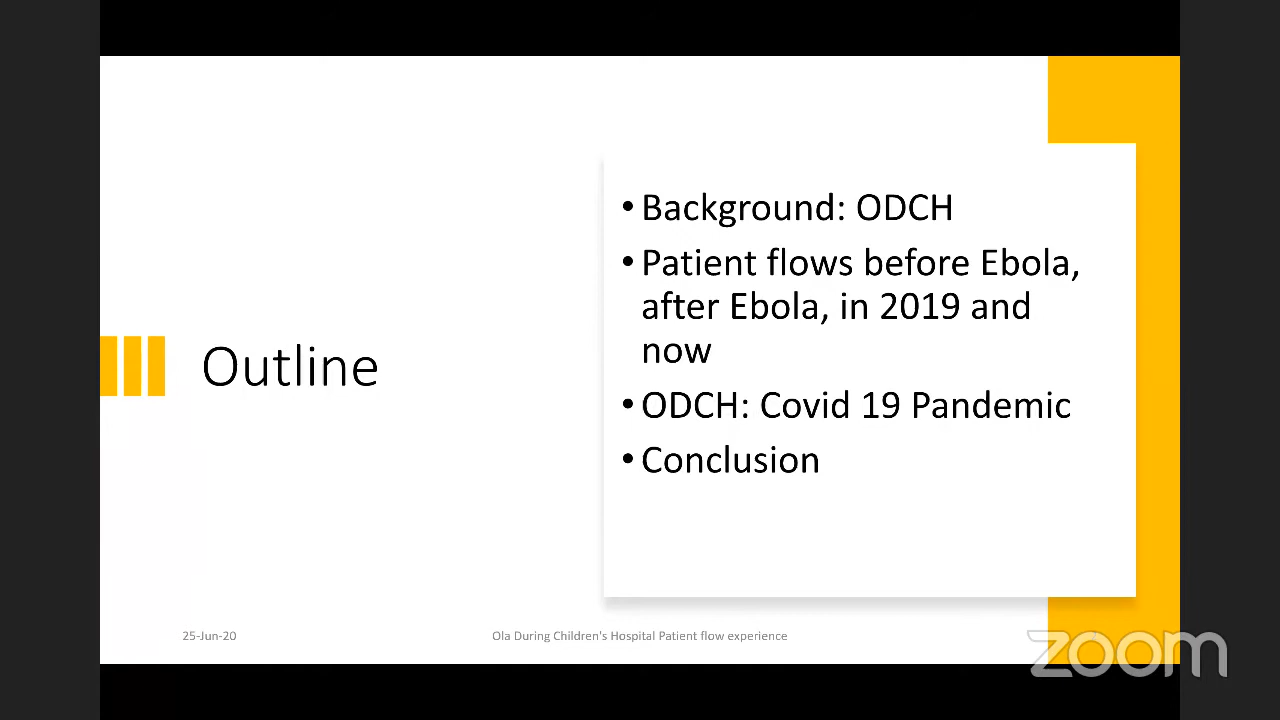 Outline
• Background: ODCH
• Patient flows before Ebola,
after Ebola, in 2019 and
now
• ODCH: Covid 19 Pandemic
• Conclusion
25-Jun-20
Ola During Children's Hospital Patient flow experience
zoom